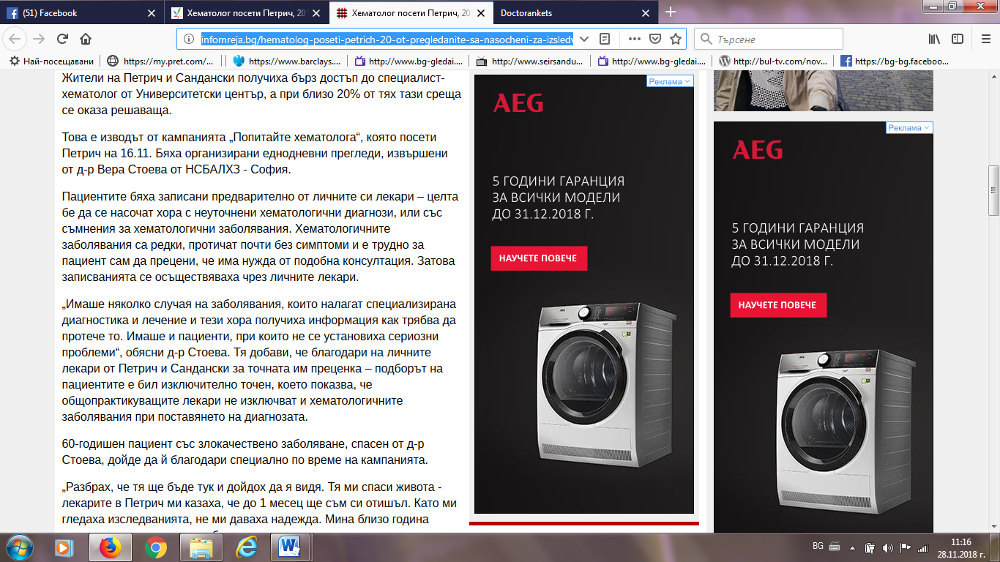 (51) Facebook
Хематолог посети Петрич, 20
Хематолог посети Петрич, 20
Doctorankets
infomreja.bg/hematolog-poseti-petrich-20-ot-pregledanite-sa-nasocheni-za-izsledv
Търсене
Най-посещавани
https://my.pret.com/...
https://www.barclays....
http://www.bg-gledai....
http://www.seirsandu...
http://www.bg-gledai....
http://bul-tv.com/nov...
https://bg-bg.faceboo...
Жители на Петрич и Сандански получиха бърз достъп до специалист-
хематолог от Университетски център, а при близо 20% от тях тази среща
се оказа решаваща.
Това е изводът от кампанията „Попитайте хематолога“, която посети
Петрич на 16.11. Бяха организирани еднодневни прегледи, извършени
от д-р Вера Стоева от НСБАЛХЗ - София.
Пациентите бяха записани предварително от личните си лекари – целта
бе да се насочат хора с неуточнени хематологични диагнози, или със
съмнения за хематологични заболявания. Хематологичните
заболявания са редки, протичат почти без симптоми и е трудно за
пациент сам да прецени, че има нужда от подобна консултация. Затова
записванията се осъществяваха чрез личните лекари.
„Имаше няколко случая на заболявания, които налагат специализирана
диагностика и лечение и тези хора получиха информация как трябва да
протече то. Имаше и пациенти, при които не се установиха сериозни
проблеми“, обясни д-р Стоева. Тя добави, че благодари на личните
лекари от Петрич и Сандански за точната им преценка – подборът на
пациентите е бил изключително точен, което показва, че
общопрактикуващите лекари не изключват и хематологичните
заболявания при поставянето на диагнозата.
60-годишен пациент със злокачествено заболяване, спасен от д-р
Стоева, дойде да й благодари специално по време на кампанията.
„Разбрах, че тя ще бъде тук и дойдох да я видя. Тя ми спаси живота -
лекарите в Петрич ми казаха, че до 1 месец ще съм си отишъл. Като ми
гледаха изследванията, не ми даваха надежда. Мина близо година
Реклама
AEG
5 ГОДИНИ ГАРАНЦИЯ
ЗА ВСИЧКИ МОДЕЛИ
ДО 31.12.2018 Г.
НАУЧЕТЕ ПОВЕЧЕ
Реклама
AEG
5 ГОДИНИ ГАРАНЦИЯ
ЗА ВСИЧКИ МОДЕЛИ
ДО 31.12.2018 Г.
НАУЧЕТЕ ПОВЕЧЕ
BG
11:16
28.11.2018 г.